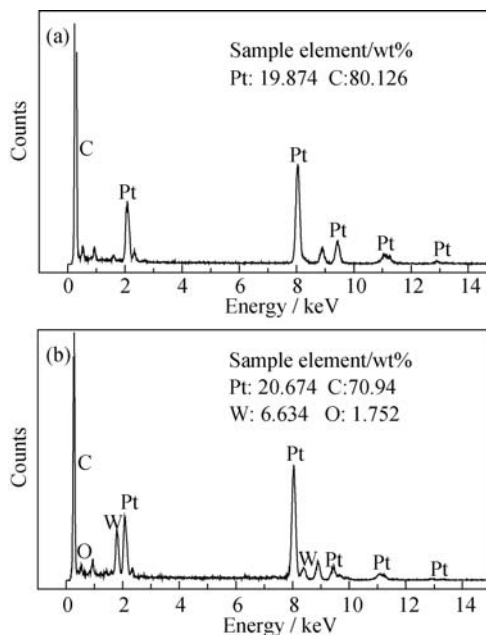 (a)
Sample element/wt%
Pt: 19.874 C:80.126
Counts
C
Pt
Pt
Pt
Pt
Pt
0 2 4 6 8 10 12 14
Energy / keV
(b)
Sample element/wt%
Pt: 20.674 C:70.94
W: 6.634 O: 1.752
Counts
C
O
W
Pt
Pt
W
Pt
Pt
Pt
0 2 4 6 8 10 12 14
Energy / keV